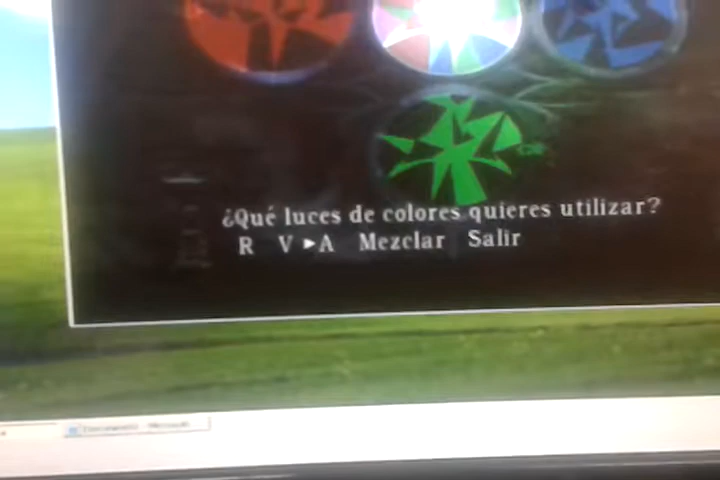 ¿Qué luces de colores quieres utilizar?
R V ►A Mezclar Salir